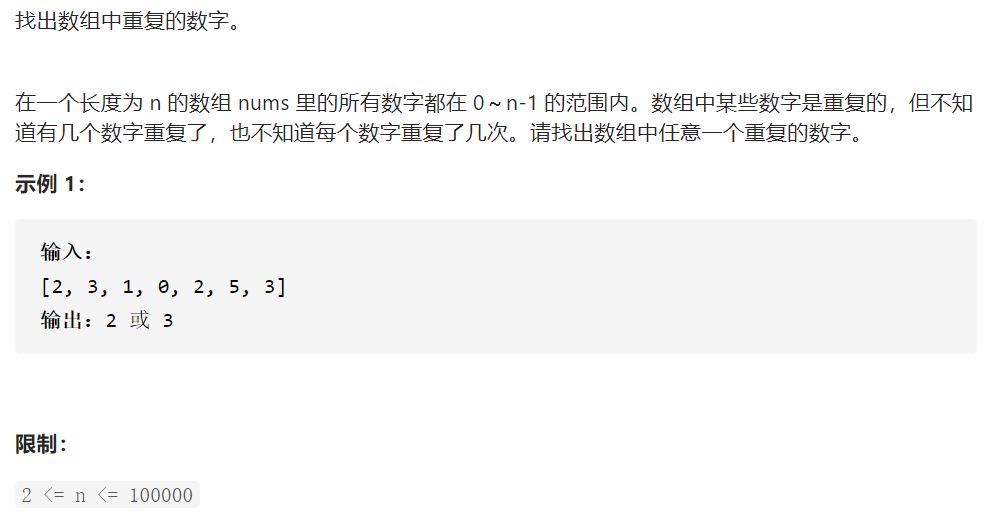 找出数组中重复的数字。
在一个长度为 n 的数组 nums 里的所有数字都在 0～n-1 的范围内。数组中某些数字是重复的，但不知
道有几个数字重复了，也不知道每个数字重复了几次。请找出数组中任意一个重复的数字。
示例 1：
输入：
[2, 3, 1, 0, 2, 5, 3]
输出：2 或 3
限制：
2 <= n <= 100000